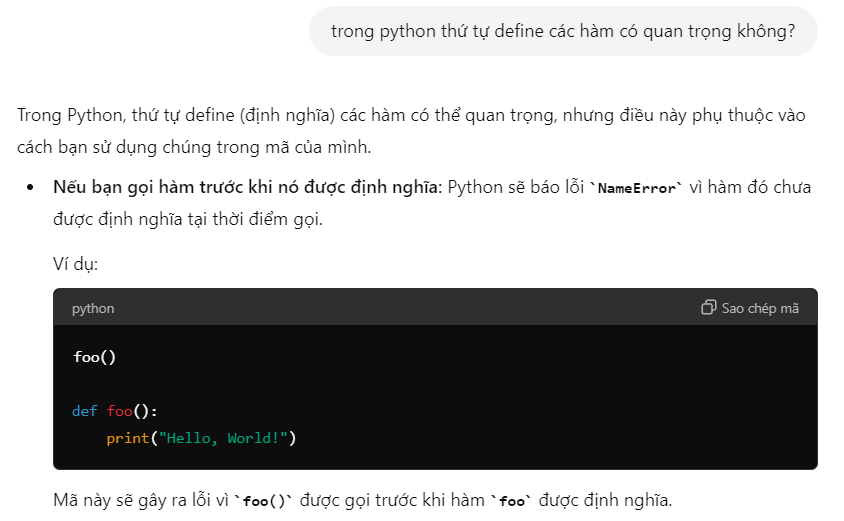 trong python thứ tự define các hàm có quan trọng không?
Trong Python, thứ tự define (định nghĩa) các hàm có thể quan trọng, nhưng điều này phụ thuộc vào
cách bạn sử dụng chúng trong mã của mình.
• Nếu bạn gọi hàm trước khi nó được định nghĩa: Python sẽ báo lỗi `NameError` vì hàm đó chưa
được định nghĩa tại thời điểm gọi.
Ví dụ:
python Sao chép mã
foo()
def foo():
    print("Hello, World!")
Mã này sẽ gây ra lỗi vì `foo()` được gọi trước khi hàm `foo` được định nghĩa.